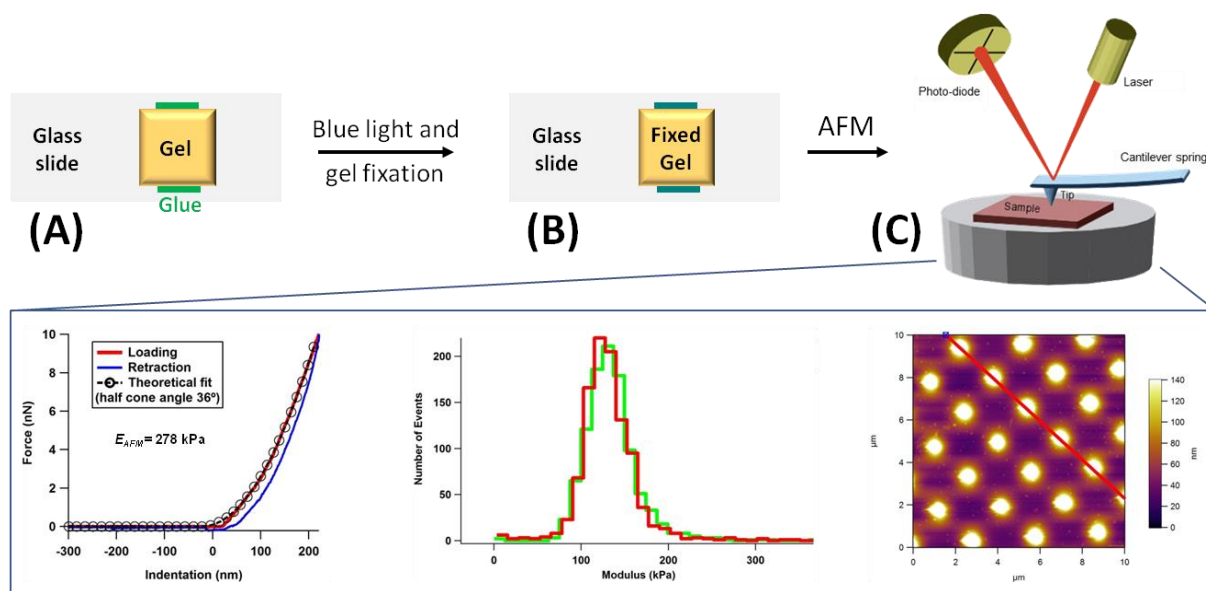 Glass
slide
Gel
Glue
(A)
Blue light and
gel fixation
Glass
slide
Fixed
Gel
(B)
AFM
(C)
Photo-diode
Laser
Cantilever spring
Tip
Sample
10
8
6
4
2
0
Force (nN)
Loading
Retraction
Theoretical fit
(half cone angle 36º)
E_AFM = 278 kPa
-300
-200
-100
0
100
200
Indentation (nm)
200
150
100
50
0
Number of Events
0
100
200
300
Modulus (kPa)
10
8
6
4
2
0
µm
0
2
4
6
8
10
µm
140
120
100
80
60
40
20
0
nm